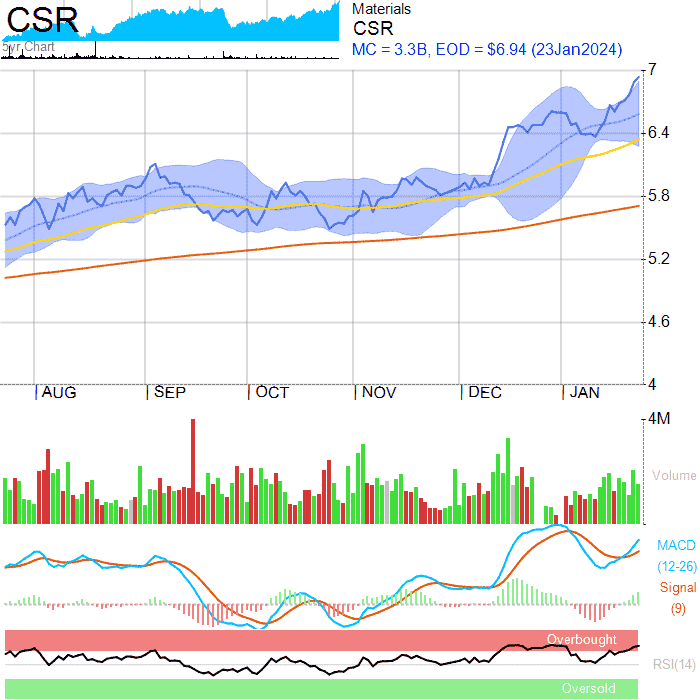 CSR
5yr Chart
Materials
CSR
MC = 3.3B, EOD = $6.94 (23Jan2024)
7
6.4
5.8
5.2
4.6
4
AUG SEP OCT NOV DEC JAN
4M
Volume
MACD
(12-26)
Signal
(9)
Overbought
RSI(14)
Oversold